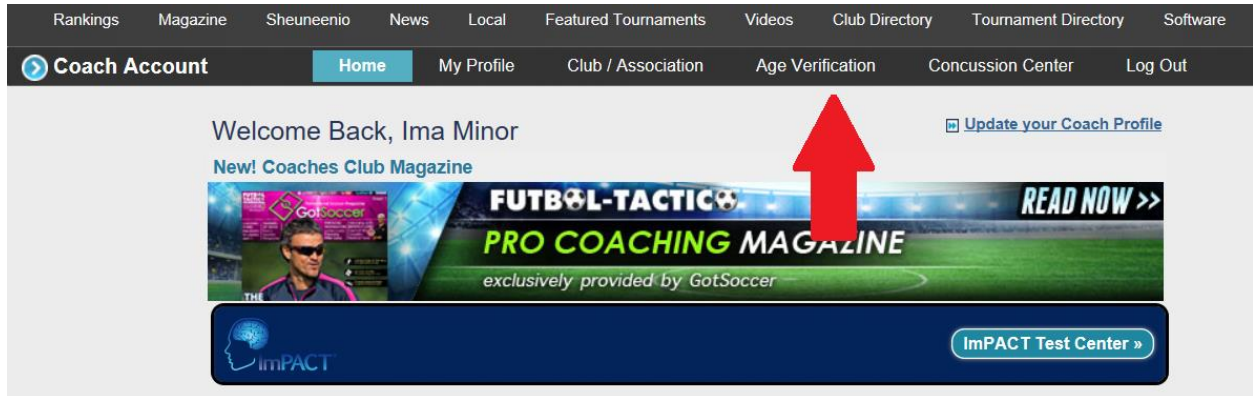 Rankings Magazine Sheuneenio News Local Featured Tournaments Videos Club Directory Tournament Directory Software
Coach Account Home My Profile Club / Association Age Verification Concussion Center Log Out
Welcome Back, Ima Minor
Update your Coach Profile
New! Coaches Club Magazine
GotSoccer
THE
FUTBOL-TACTICO
READ NOW >>
PRO COACHING MAGAZINE
exclusively provided by GotSoccer
ImPACT
ImPACT Test Center »